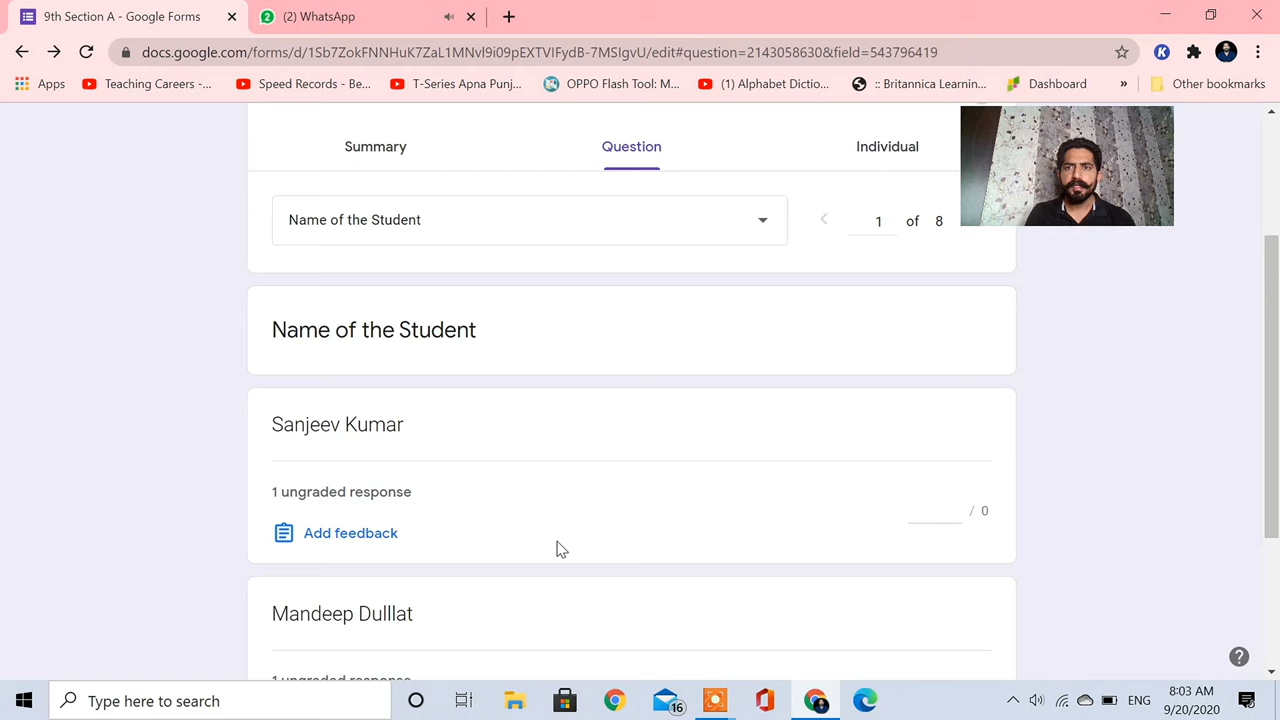 9th Section A - Google Forms
(2) WhatsApp
docs.google.com/forms/d/1Sb7ZokFNNHuK7ZaL1MNvl9i09pEXTVIFydB-7MSIgvU/edit#question=2143058630&field=543796419
Apps
Teaching Careers -...
Speed Records - Be...
T-Series Apna Punj...
OPPO Flash Tool: M...
(1) Alphabet Dictio...
:: Britannica Learnin...
Dashboard
»
Other bookmarks
Summary
Question
Individual
Name of the Student
1 of 8
Name of the Student
Sanjeev Kumar
1 ungraded response
/ 0
Add feedback
Mandeep Dulllat
1 ungraded response
Type here to search
16
ENG
8:03 AM
9/20/2020